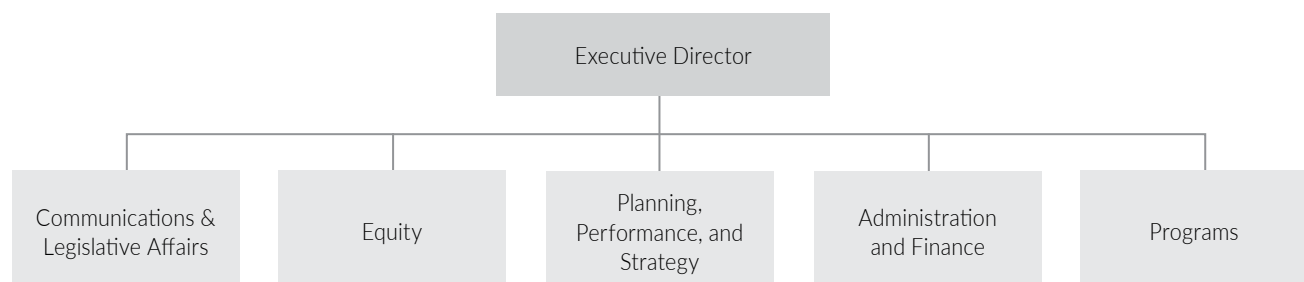 Executive Director
Communications &
Legislative Affairs
Equity
Planning,
Performance, and
Strategy
Administration
and Finance
Programs